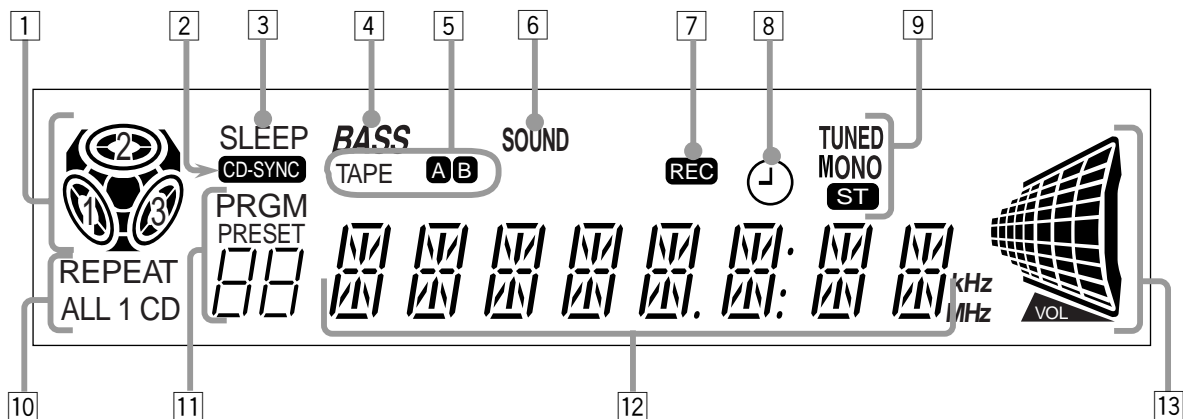 1 2 3 4 5 6 7 8 9
SLEEP BASS SOUND TUNED
CD-SYNC TAPE A B REC MONO
ST
2
1 3
PRGM
PRESET
REPEAT
ALL 1 CD
kHz
MHz
VOL
10 11 12 13